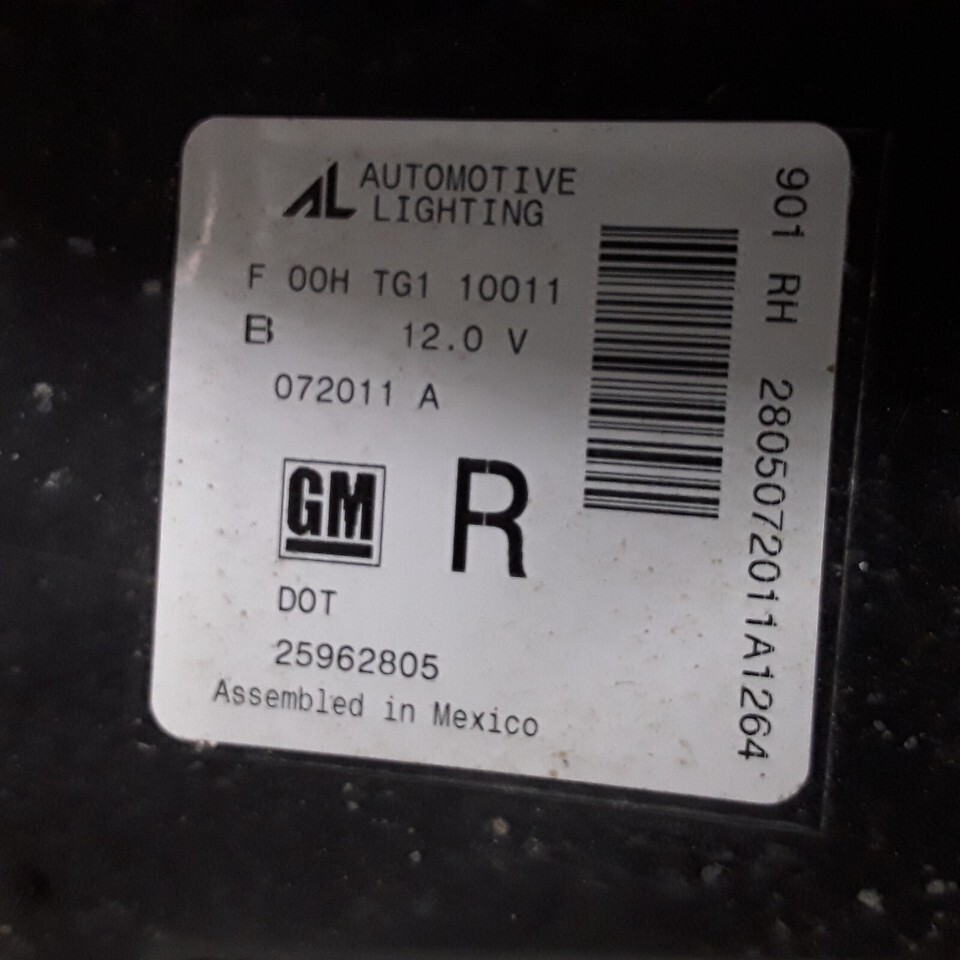 AL AUTOMOTIVE
LIGHTING
F 00H TG1 10011
B 12.0 V
072011 A
GM R
DOT
25962805
Assembled in Mexico
901 RH 2805072011A1264